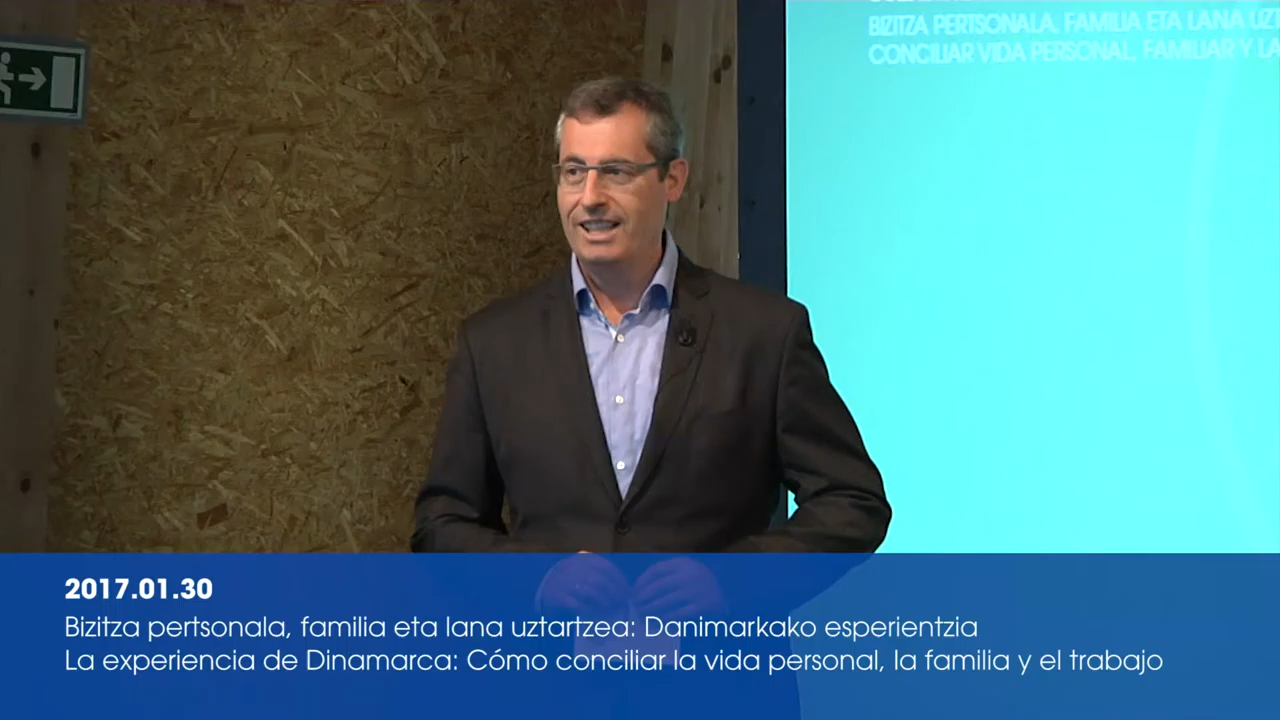 BIZITZA PERTSONALA, FAMILIA ETA LANA
CONCILIAR VIDA PERSONAL, FAMILIAR Y
2017.01.30
Bizitza pertsonala, familia eta lana uztartzea: Danimarkako esperientzia
La experiencia de Dinamarca: Cómo conciliar la vida personal, la familia y el trabajo